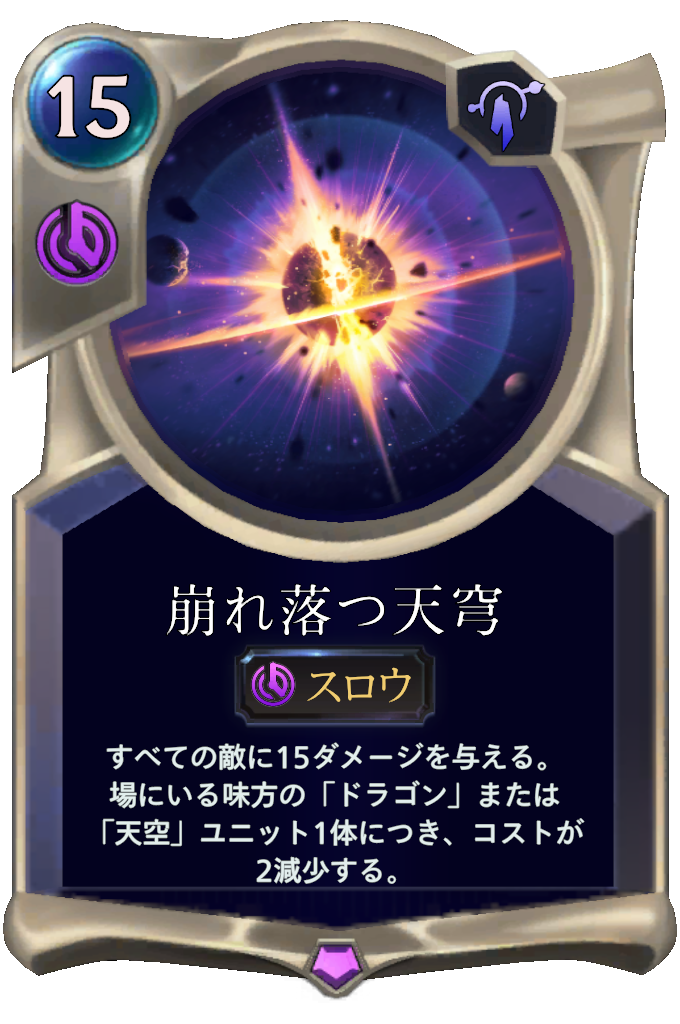 15
崩れ落つ天穹
スロウ
すべての敵に15ダメージを与える。
場にいる味方の「ドラゴン」または
「天空」ユニット1体につき、コストが
2減少する。